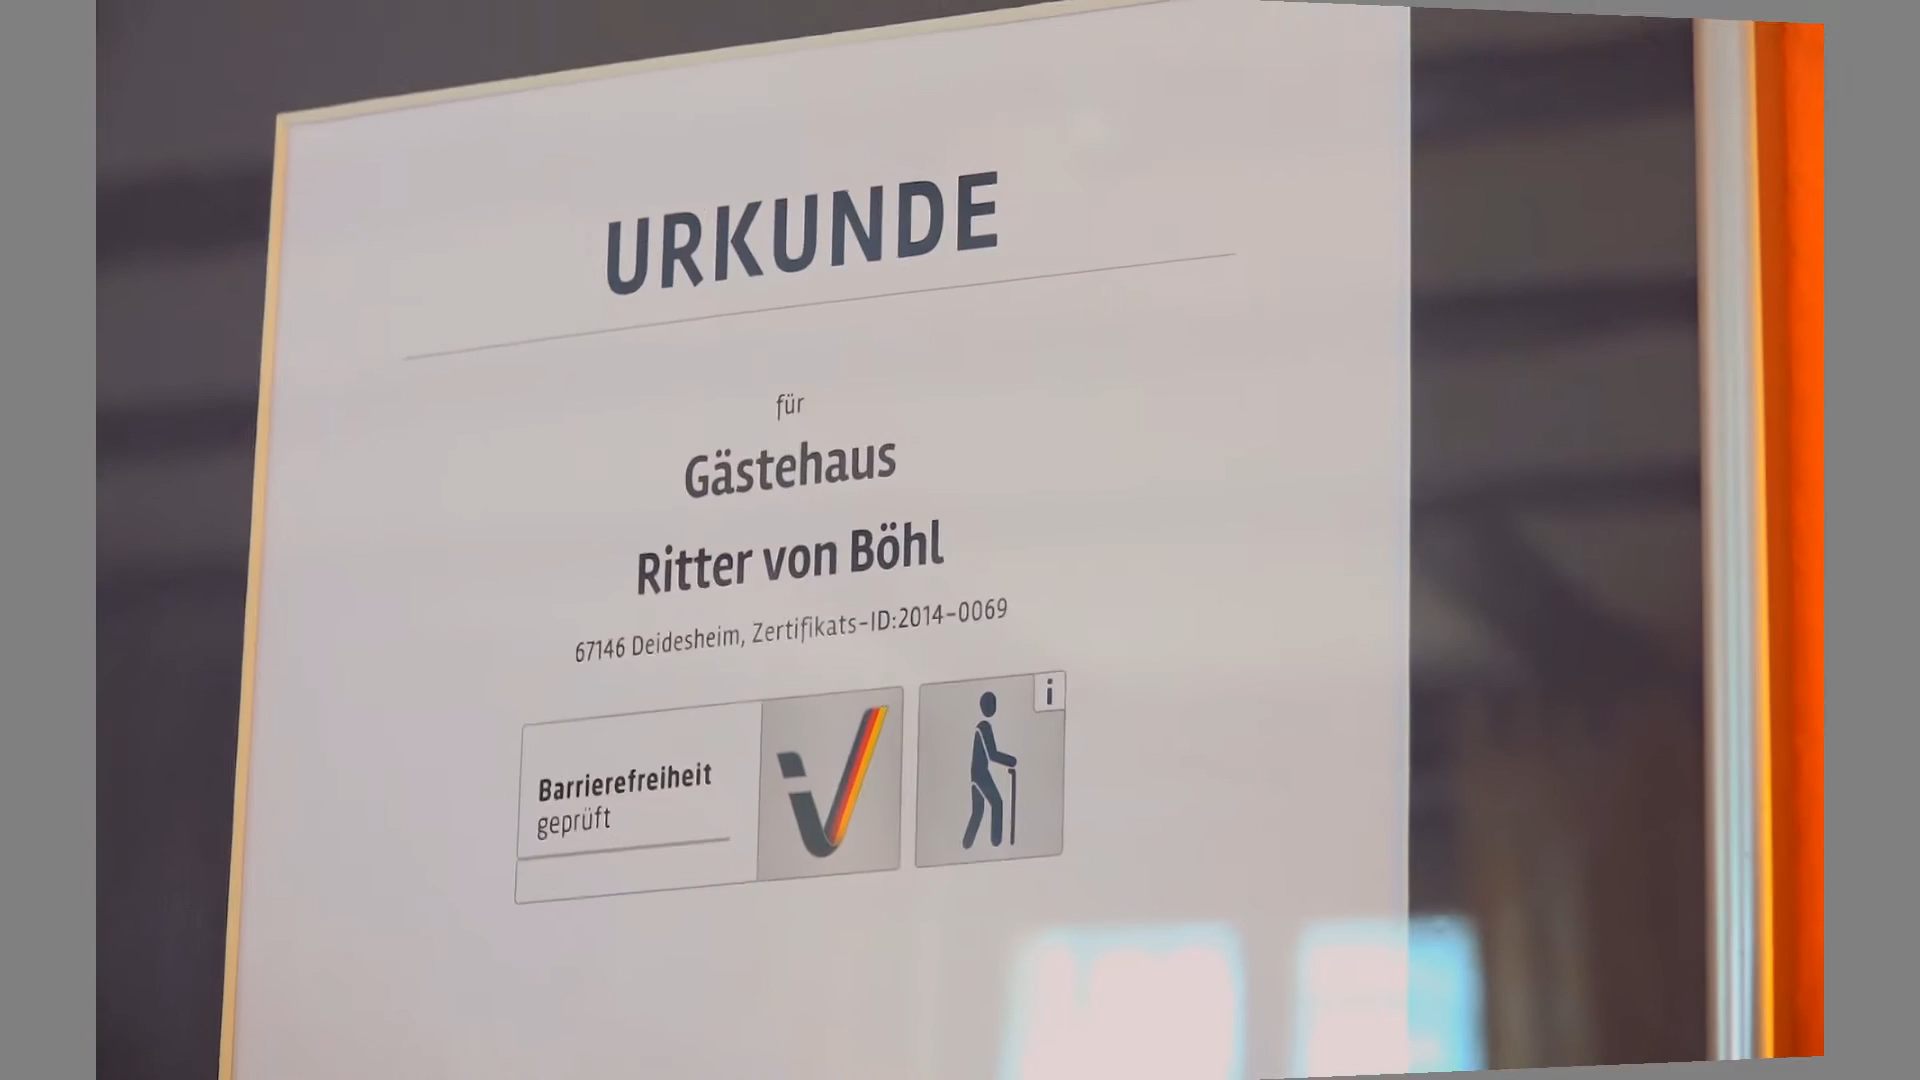 URKUNDE
für
Gästehaus
Ritter von Böhl
67146 Deidesheim, Zertifikats-ID:2014-0069
Barrierefreiheit
geprüft
i